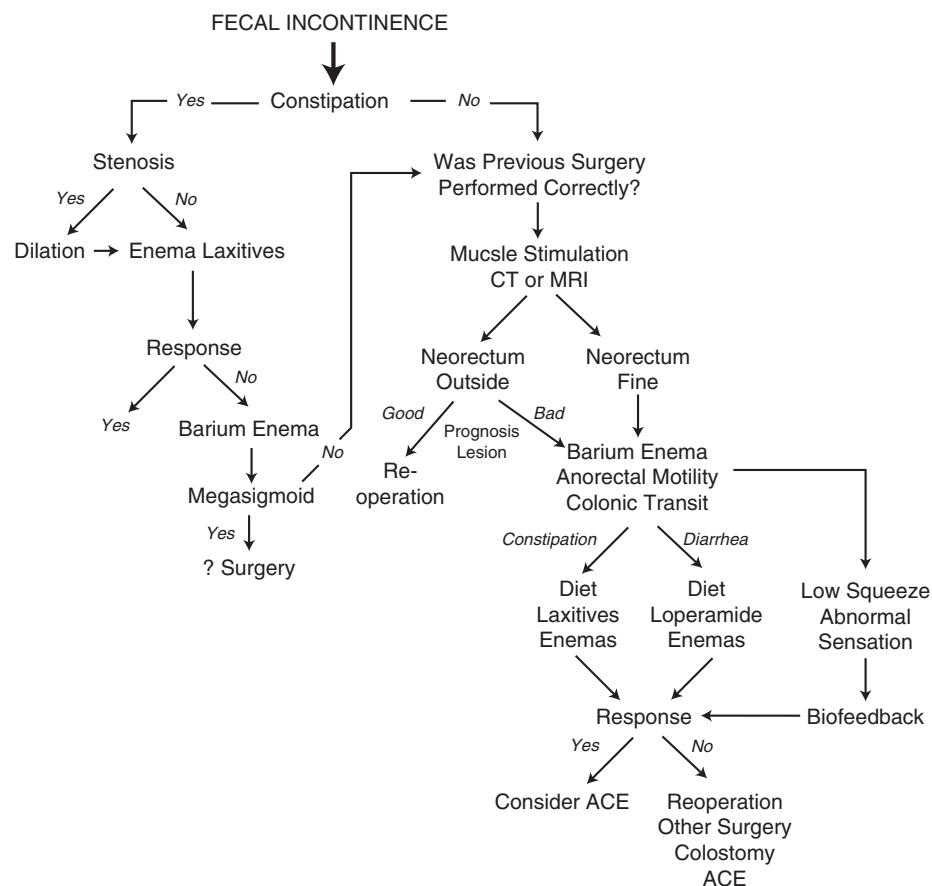 FECAL INCONTINENCE
Yes
Constipation
No
Stenosis
Was Previous Surgery
Performed Correctly?
Yes
No
Dilation
Enema Laxitives
Mucsle Stimulation
CT or MRI
Response
Neorectum
Outside
Neorectum
Fine
Yes
No
Good
Prognosis
Lesion
Bad
Barium Enema
No
Re-
operation
Barium Enema
Anorectal Motility
Colonic Transit
Megasigmoid
Yes
? Surgery
Constipation
Diarrhea
Diet
Laxitives
Enemas
Diet
Loperamide
Enemas
Low Squeeze
Abnormal
Sensation
Response
Biofeedback
Yes
No
Consider ACE
Reoperation
Other Surgery
Colostomy
ACE